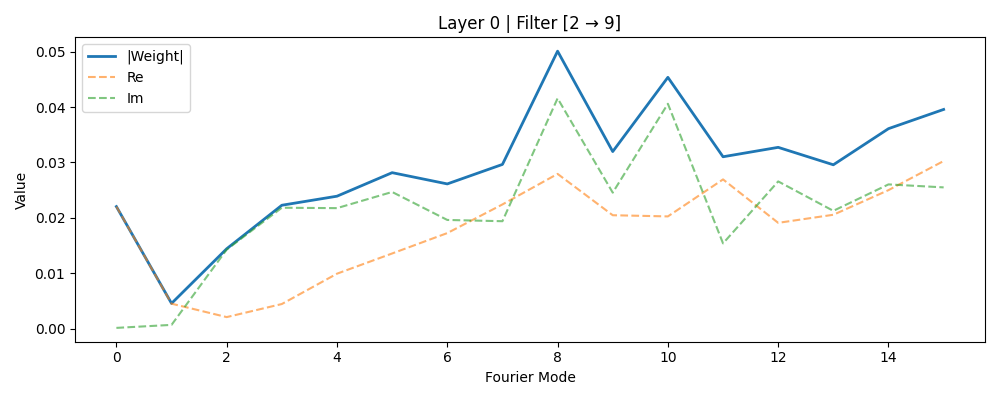 Layer 0 | Filter [2 → 9]
|Weight|
Re
Im
Value
0.05
0.04
0.03
0.02
0.01
0.00
0 2 4 6 8 10 12 14
Fourier Mode